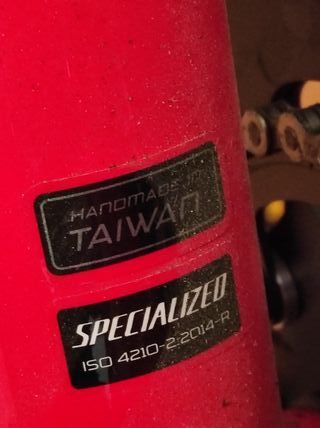 HANDMADE IN
TAIWAN
SPECIALIZED
ISO 4210-2:2014-R